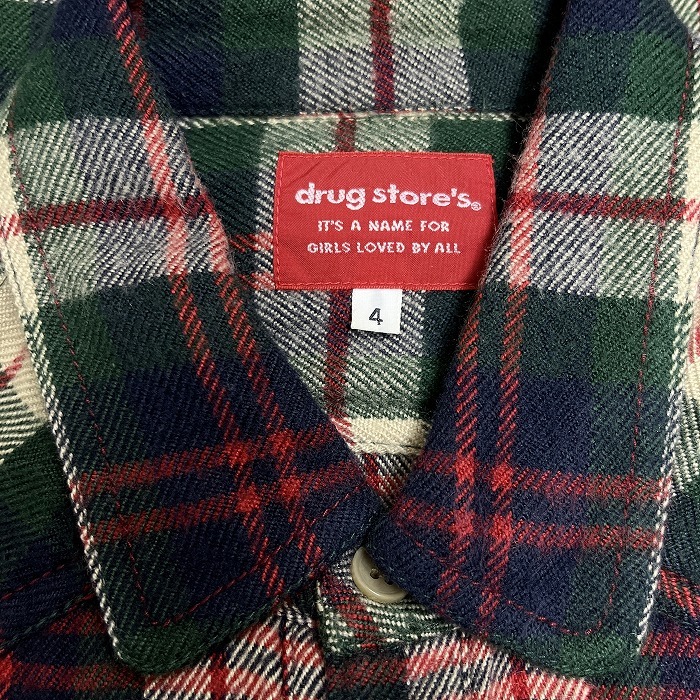 drug store's®
IT'S A NAME FOR
GIRLS LOVED BY ALL
4